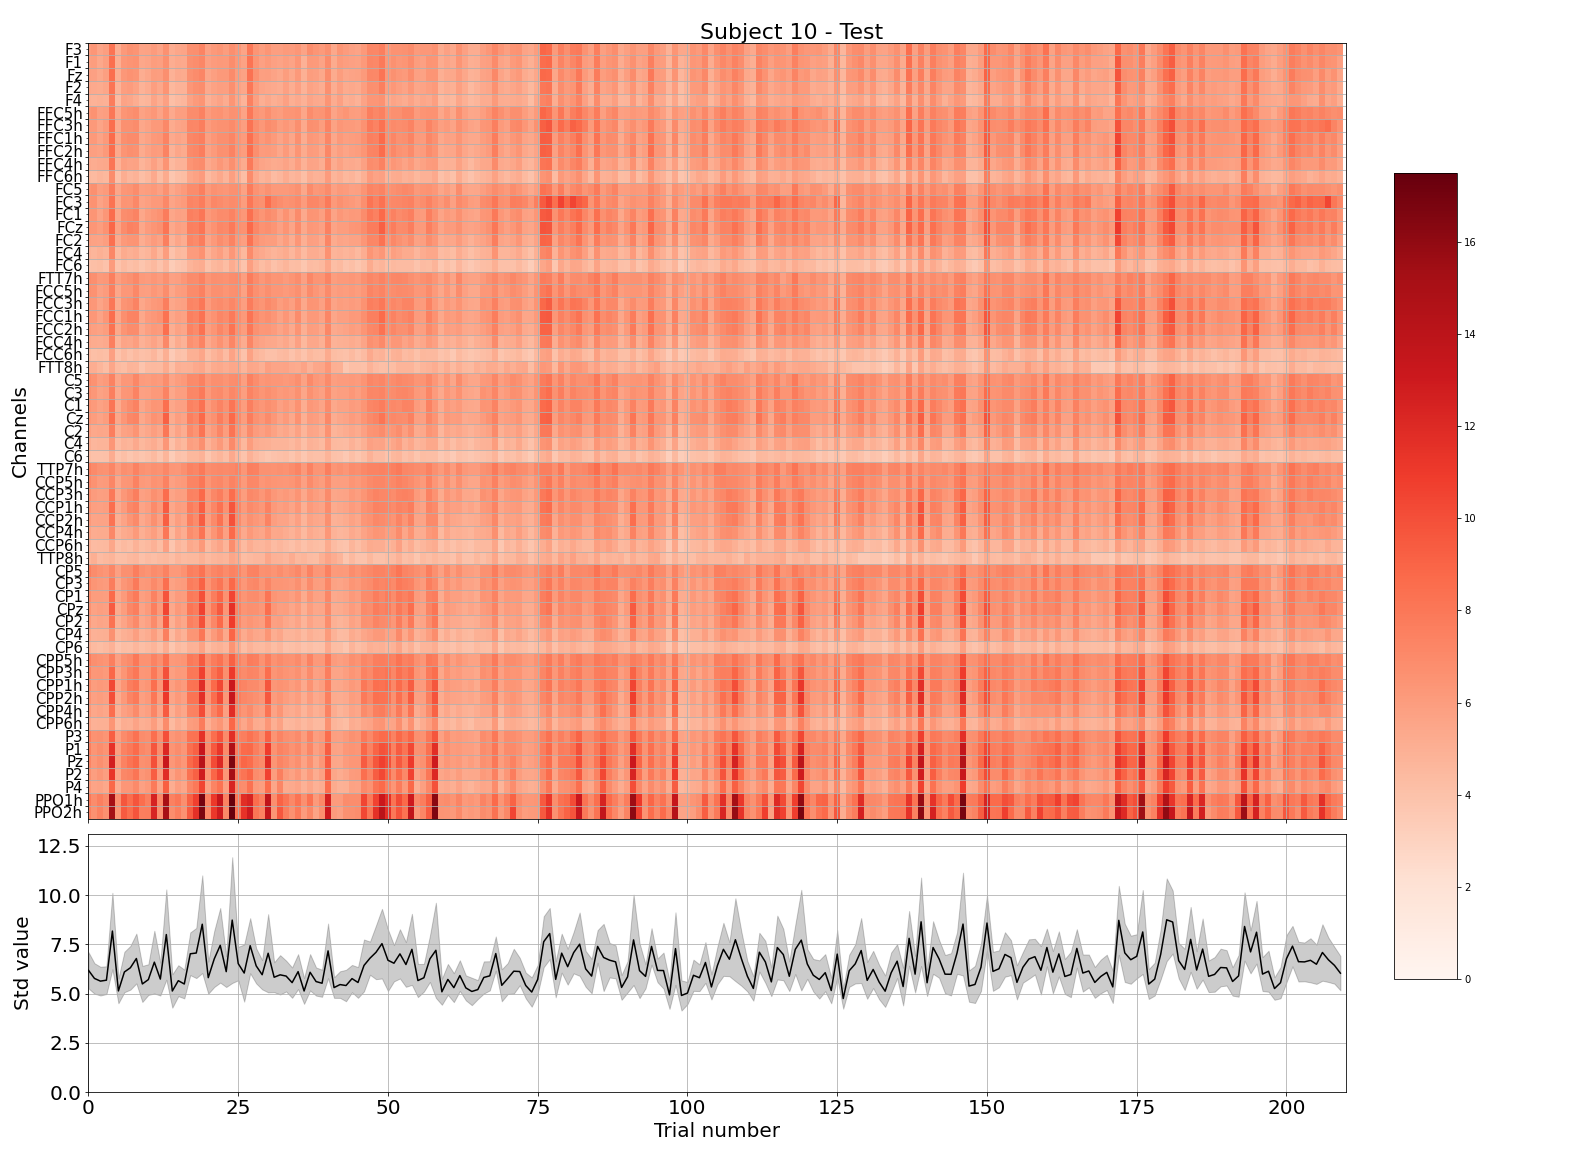 Subject 10 - Test
Channels
F3
F1
Fz
F2
F4
FFC5h
FFC3h
FFC1h
FFC2h
FFC4h
FFC6h
FC5
FC3
FC1
FCz
FC2
FC4
FC6
FTT7h
FCC5h
FCC3h
FCC1h
FCC2h
FCC4h
FCC6h
FTT8h
C5
C3
C1
Cz
C2
C4
C6
TTP7h
CCP5h
CCP3h
CCP1h
CCP2h
CCP4h
CCP6h
TTP8h
CP5
CP3
CP1
CPz
CP2
CP4
CP6
CPP5h
CPP3h
CPP1h
CPP2h
CPP4h
CPP6h
P3
P1
Pz
P2
P4
PPO1h
PPO2h
16
14
12
10
8
6
4
2
0
Std value
12.5
10.0
7.5
5.0
2.5
0.0
0 25 50 75 100 125 150 175 200
Trial number